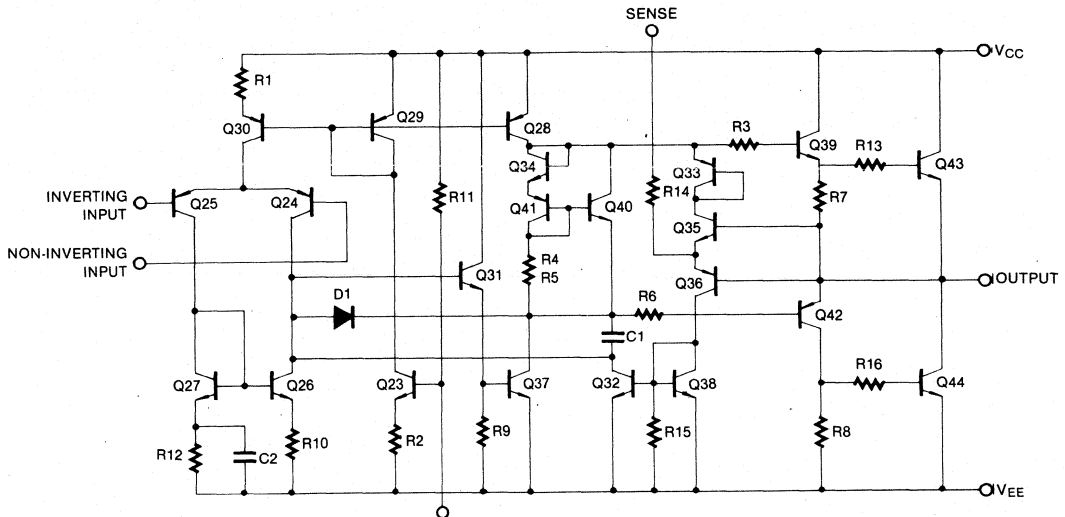 SENSE
VCC
R1
Q29
Q30
Q28
R3
Q39
R13
Q43
Q34
Q33
R14
R11
R7
INVERTING
INPUT
Q25
Q24
Q41
Q40
Q35
NON-INVERTING
INPUT
Q31
R4
R5
Q36
OUTPUT
D1
R6
C1
Q42
Q27
Q26
Q23
Q37
Q32
Q38
R16
Q44
R12
C2
R10
R2
R9
R15
R8
VEE